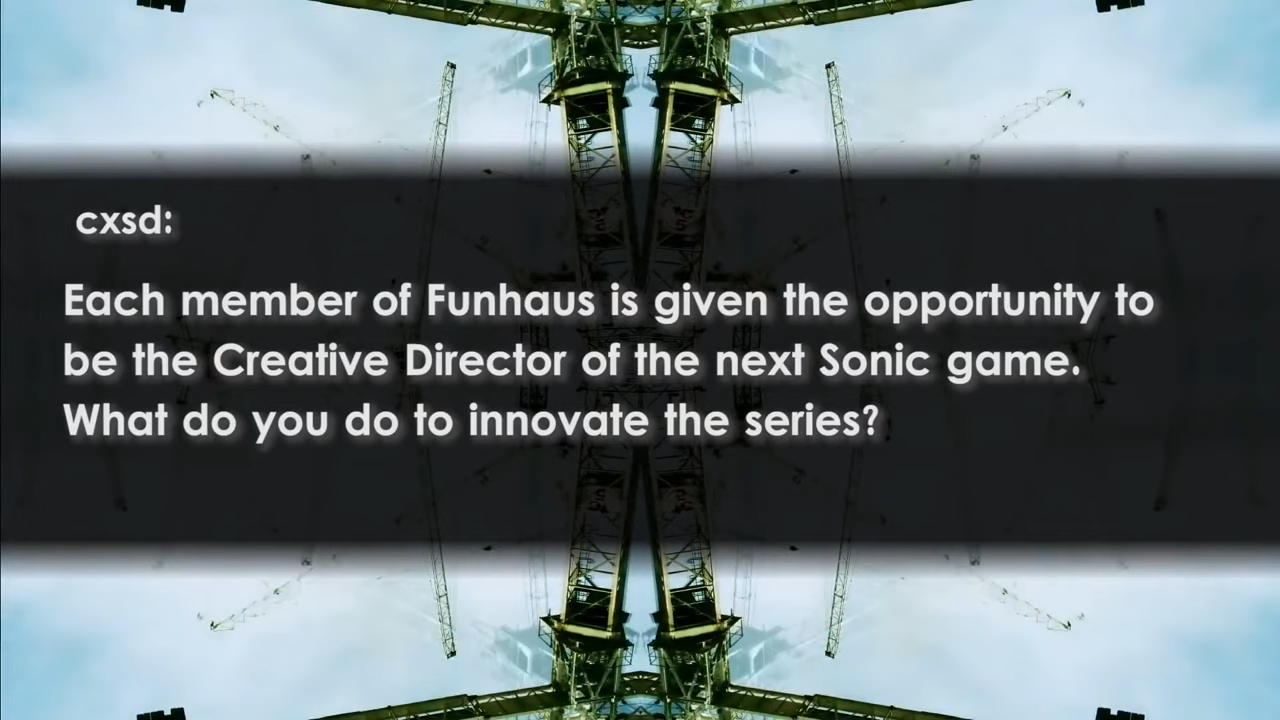 cxsd:
Each member of Funhaus is given the opportunity to
be the Creative Director of the next Sonic game.
What do you do to innovate the series?